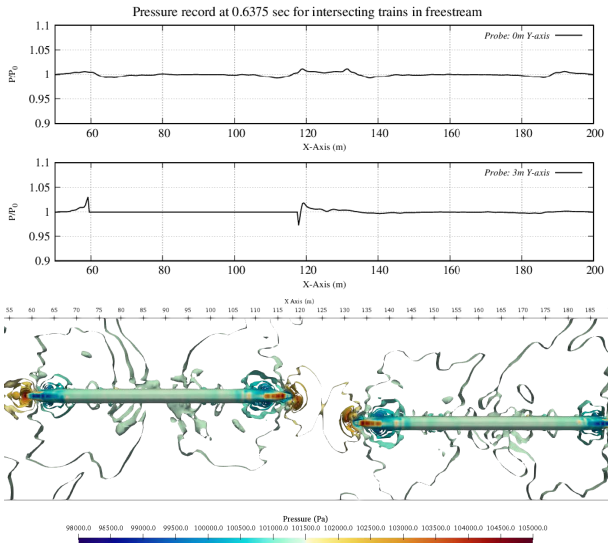 Pressure record at 0.6375 sec for intersecting trains in freestream
1.1
1.05
1
0.95
0.9
P/P0
Probe: 0m Y-axis
60 80 100 120 140 160 180 200
X-Axis (m)
1.1
1.05
1
0.95
0.9
P/P0
Probe: 3m Y-axis
60 80 100 120 140 160 180 200
X-Axis (m)
X Axis (m)
55 60 65 70 75 80 85 90 95 100 105 110 115 120 125 130 135 140 145 150 155 160 165 170 175 180 185
Pressure (Pa)
98000.0 98500.0 99000.0 99500.0 100000.0 100500.0 101000.0 101500.0 102000.0 102500.0 103000.0 103500.0 104000.0 104500.0 105000.0